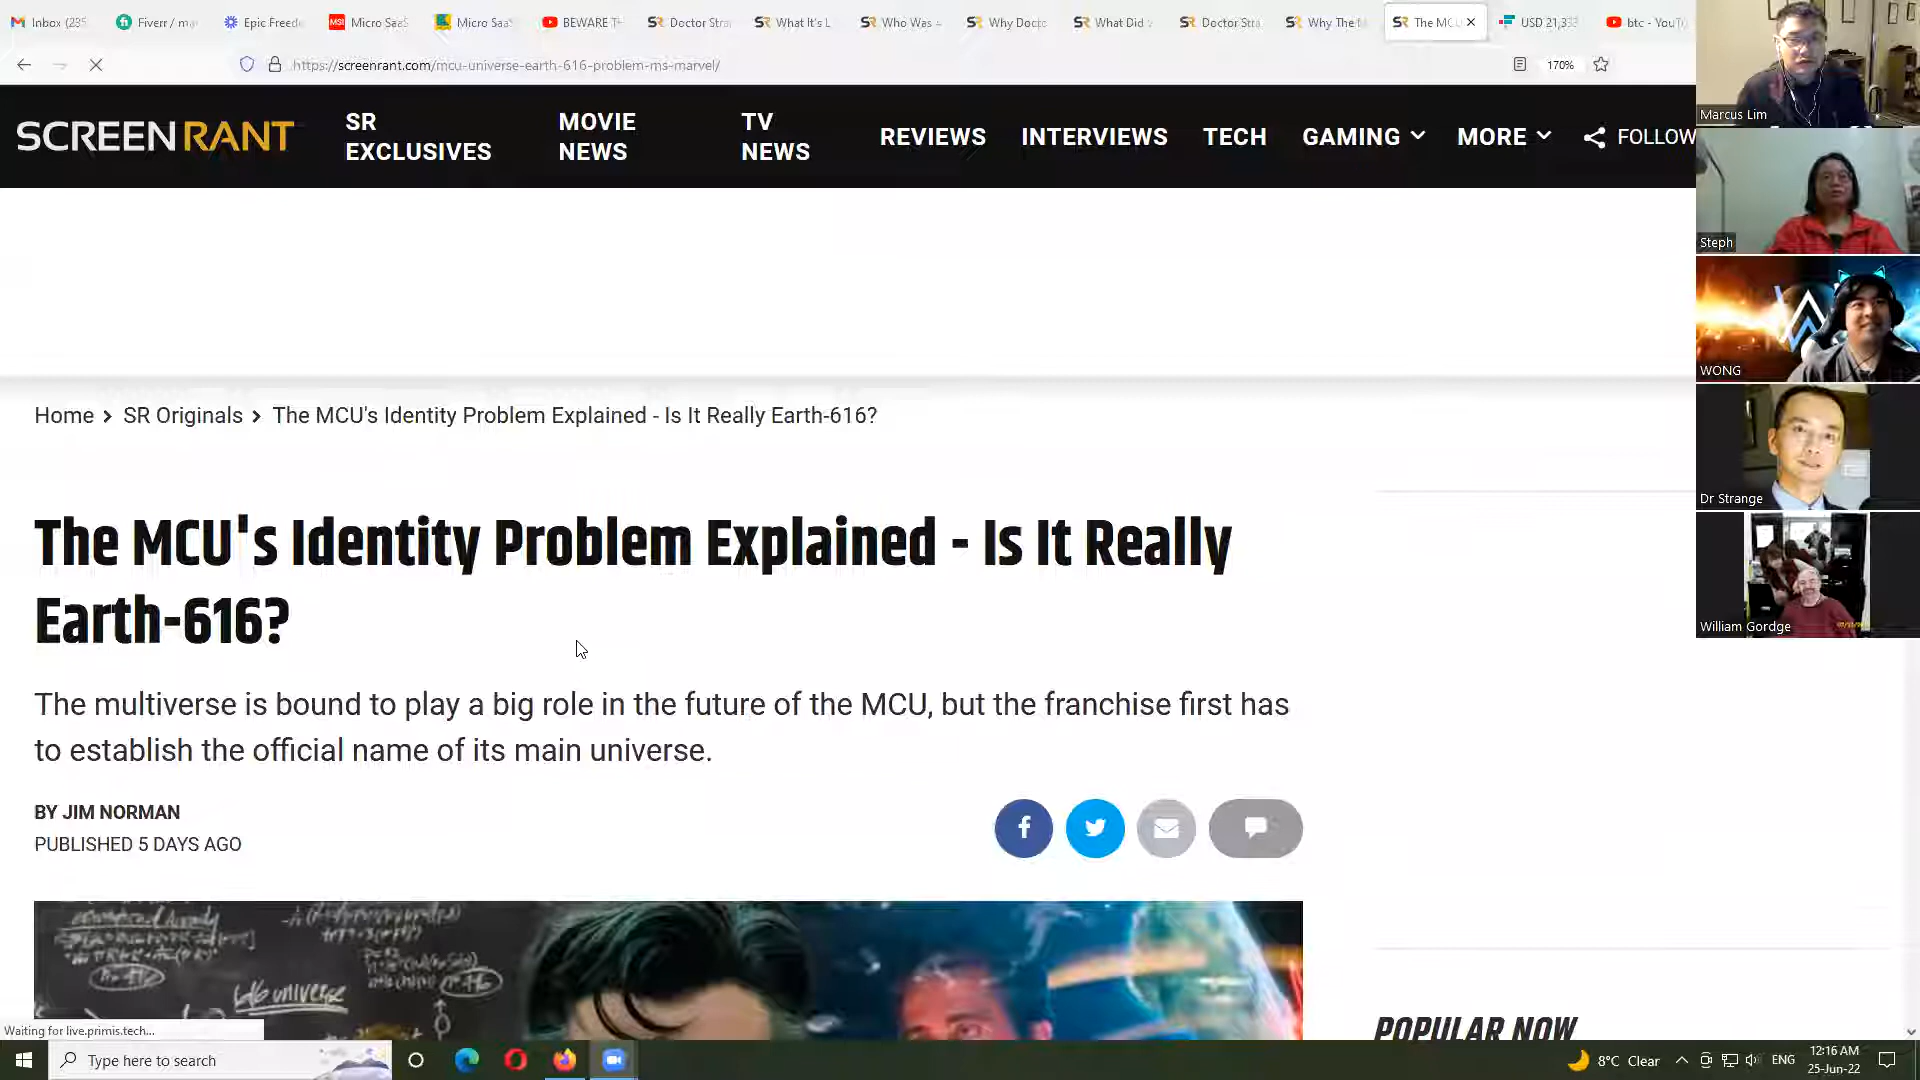 Inbox (235
Fiverr / ma
Epic Freed
Micro SaaS
Micro Saa
BEWARE T
Doctor Stra
What It's L
Who Was
Why Docto
What Did
Doctor Stra
Why The
The MCU
USD 21,333
btc - YouTu
https://screenrant.com/mcu-universe-earth-616-problem-ms-marvel/
170%
SCREENRANT
SR EXCLUSIVES
MOVIE NEWS
TV NEWS
REVIEWS
INTERVIEWS
TECH
GAMING
MORE
FOLLOW
Marcus Lim
Steph
WONG
Dr Strange
William Gordge
Home > SR Originals > The MCU's Identity Problem Explained - Is It Really Earth-616?
The MCU's Identity Problem Explained - Is It Really
Earth-616?
The multiverse is bound to play a big role in the future of the MCU, but the franchise first has
to establish the official name of its main universe.
BY JIM NORMAN
PUBLISHED 5 DAYS AGO
616 universe
POPULAR NOW
Waiting for live.primis.tech...
Type here to search
8°C Clear
ENG
12:16 AM
25-Jun-22